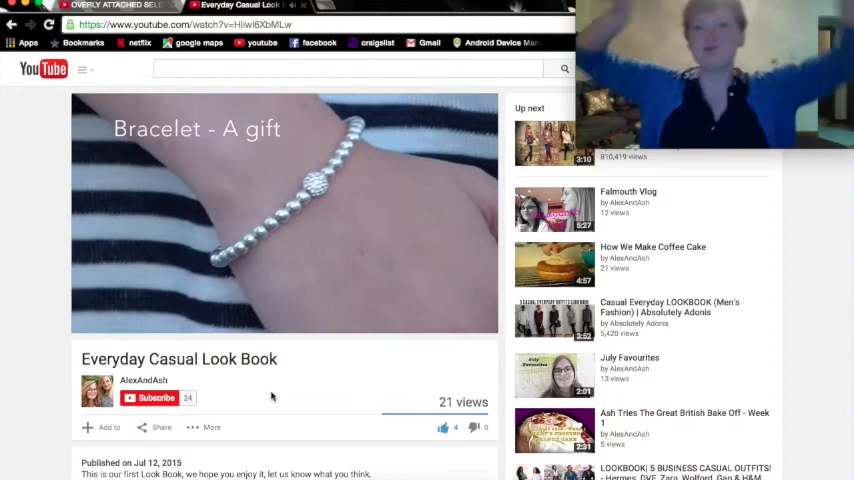 OVERLY ATTACHED SELE
Everyday Casual Look
https://www.youtube.com/watch?v=HiiwI6XbMLw
Apps
Bookmarks
netflix
google maps
youtube
facebook
craigslist
Gmail
Android Device Man
YouTube
Bracelet - A gift
Everyday Casual Look Book
AlexAndAsh
Subscribe 24
21 views
Add to
Share
More
4
0
Published on Jul 12, 2015
This is our first Look Book, we hope you enjoy it, let us know what you think.
Up next
3:10
810,419 views
5:27
Falmouth Vlog
by AlexAndAsh
12 views
4:57
How We Make Coffee Cake
by AlexAndAsh
21 views
3:52
Casual Everyday LOOKBOOK (Men's
Fashion) | Absolutely Adonis
by Absolutely Adonis
5,420 views
July
Favourites
2:01
July Favourites
by AlexAndAsh
13 views
2:31
Ash Tries The Great British Bake Off - Week
1
by AlexAndAsh
5 views
LOOKBOOK| 5 BUSINESS CASUAL OUTFITS!
- Hermes, DVF, Zara, Wolford, Gap & H&M